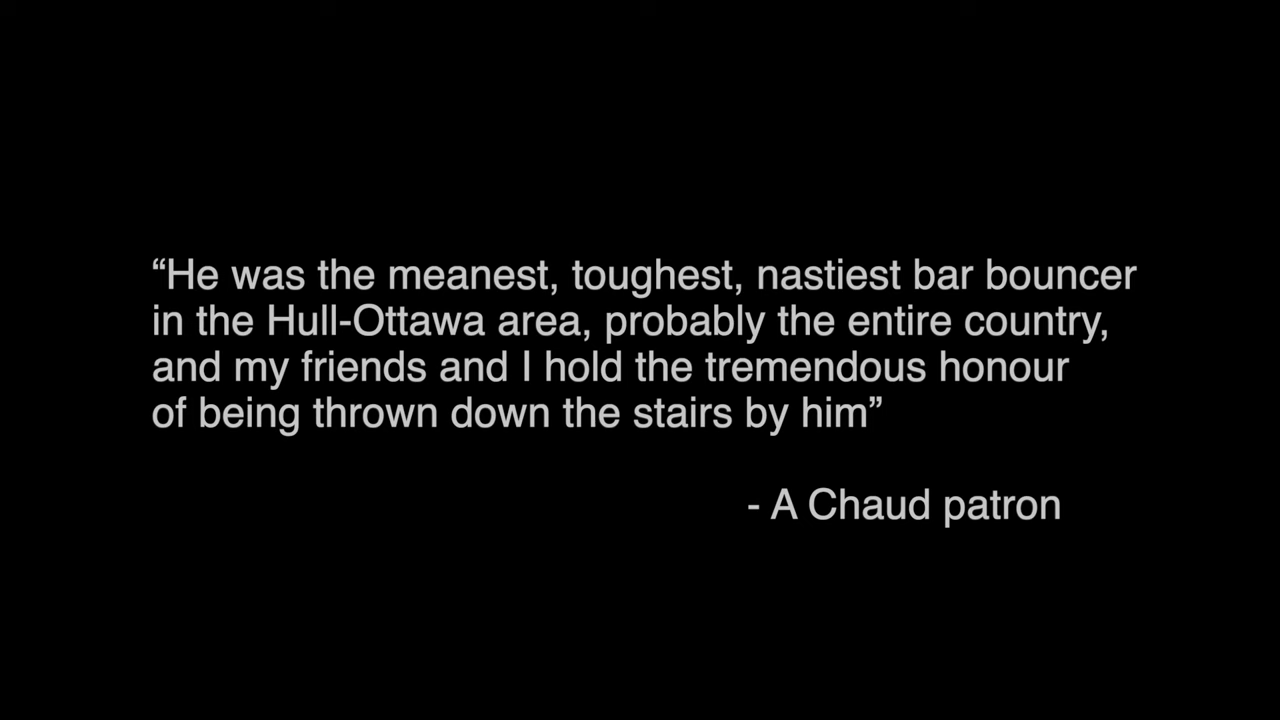 “He was the meanest, toughest, nastiest bar bouncer
in the Hull-Ottawa area, probably the entire country,
and my friends and I hold the tremendous honour
of being thrown down the stairs by him”
- A Chaud patron